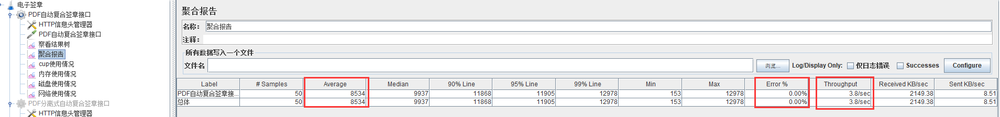 电子签章
PDF自动复合签章接口
HTTP信息头管理器
PDF自动复合签章接口
察看结果树
聚合报告
cup使用情况
内存使用情况
磁盘使用情况
网络使用情况
PDF分离式自动复合签章接口
HTTP信息头管理器
聚合报告
名称： 聚合报告
注释：
所有数据写入一个文件
文件名 浏览... Log/Display Only: 仅日志错误 Successes Configure
Label # Samples Average Median 90% Line 95% Line 99% Line Min Max Error % Throughput Received KB/sec Sent KB/sec
PDF自动复合签章接... 50 8534 9937 11868 11905 12978 153 12978 0.00% 3.8/sec 2149.38 8.51
总体 50 8534 9937 11868 11905 12978 153 12978 0.00% 3.8/sec 2149.38 8.51